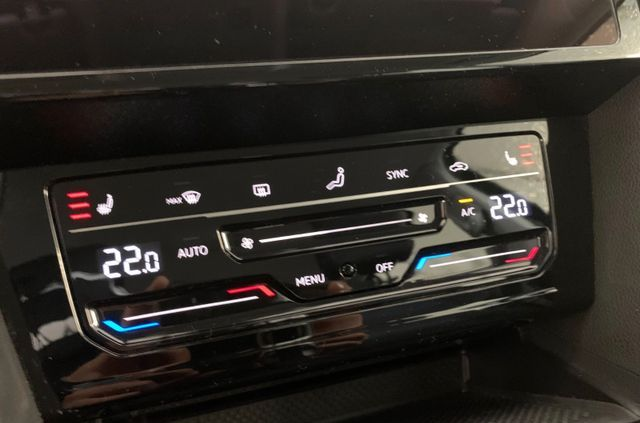 MAX
SYNC
22.0
AUTO
A/C
22.0
MENU
OFF